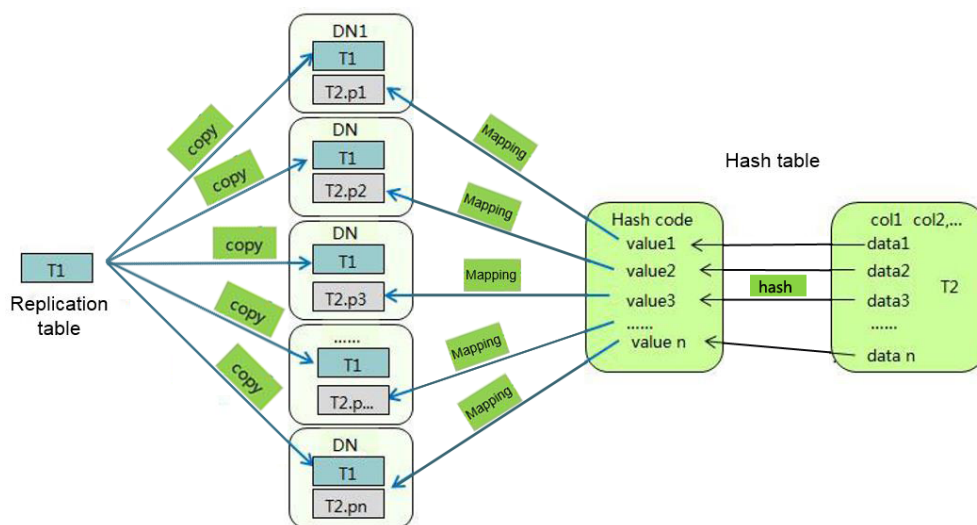 DN1
T1
T2.p1
copy
Mapping
DN
T1
T2.p2
copy
Mapping
Hash table
DN
T1
T2.p3
copy
Mapping
T1
Replication
table
Hash code
value1
value2
value3
......
value n
hash
col1 col2,...
data1
data2
data3
......
data n
T2
......
T1
T2.p...
copy
Mapping
DN
T1
T2.pn
copy
Mapping